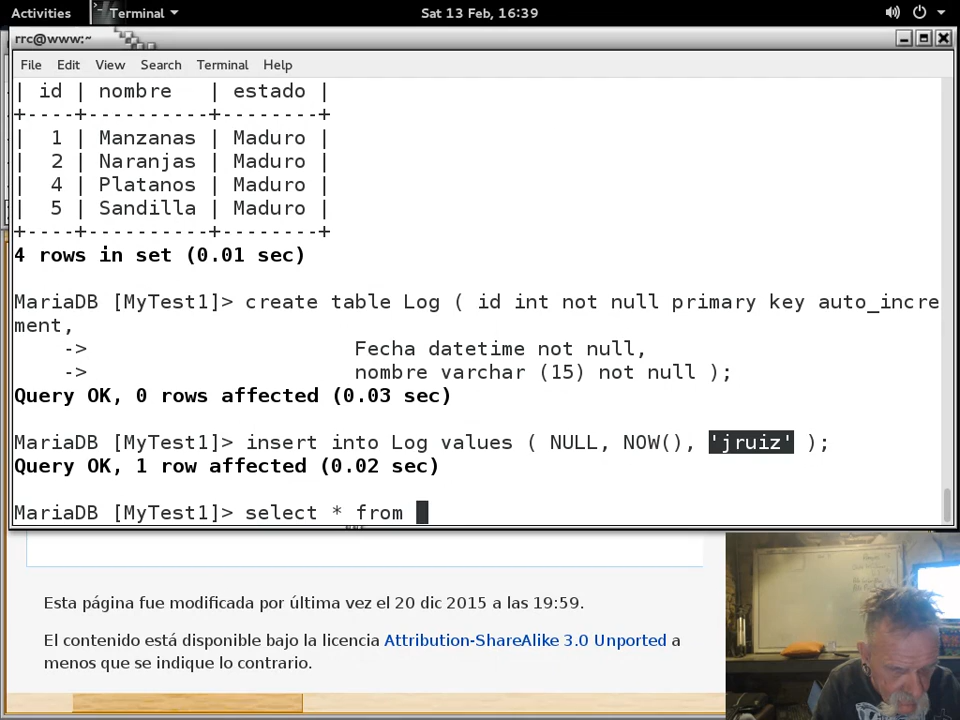 Activities Terminal Sat 13 Feb, 16:39
rrc@www:~
File Edit View Search Terminal Help
| id | nombre   | estado |
+----+----------+--------+
|  1 | Manzanas | Maduro |
|  2 | Naranjas | Maduro |
|  4 | Platanos | Maduro |
|  5 | Sandilla | Maduro |
+----+----------+--------+
4 rows in set (0.01 sec)
MariaDB [MyTest1]> create table Log ( id int not null primary key auto_incre
ment,
    ->                      Fecha datetime not null,
    ->                      nombre varchar (15) not null );
Query OK, 0 rows affected (0.03 sec)
MariaDB [MyTest1]> insert into Log values ( NULL, NOW(), 'jruiz' );
Query OK, 1 row affected (0.02 sec)
MariaDB [MyTest1]> select * from
Esta página fue modificada por última vez el 20 dic 2015 a las 19:59.
El contenido está disponible bajo la licencia Attribution-ShareAlike 3.0 Unported a
menos que se indique lo contrario.